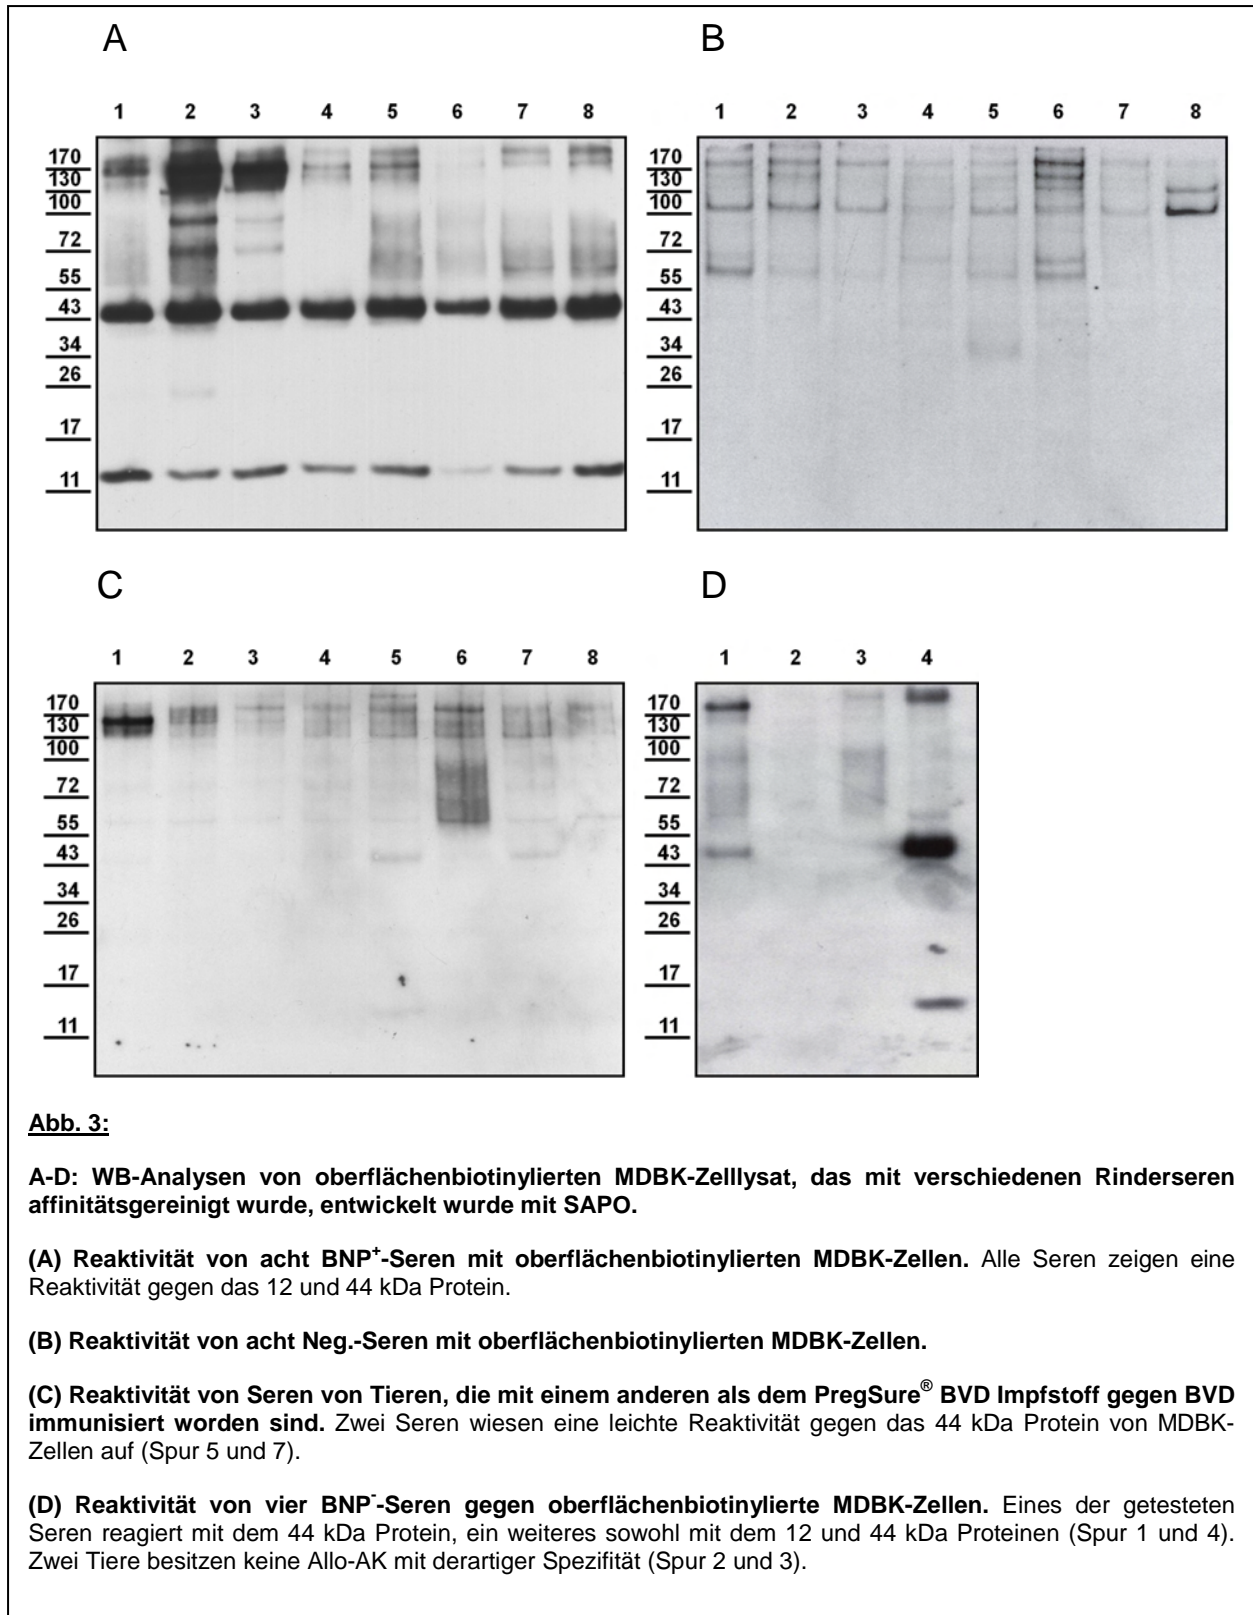 A
1 2 3 4 5 6 7 8
170
130
100
72
55
43
34
26
17
11
B
1 2 3 4 5 6 7 8
170
130
100
72
55
43
34
26
17
11
C
1 2 3 4 5 6 7 8
170
130
100
72
55
43
34
26
17
11
D
1 2 3 4
170
130
100
72
55
43
34
26
17
11
Abb. 3:
A-D: WB-Analysen von oberflächenbiotinylierten MDBK-Zelllysat, das mit verschiedenen Rinderseren
affinitätsgereinigt wurde, entwickelt wurde mit SAPO.
(A) Reaktivität von acht BNP⁺-Seren mit oberflächenbiotinylierten MDBK-Zellen. Alle Seren zeigen eine
Reaktivität gegen das 12 und 44 kDa Protein.
(B) Reaktivität von acht Neg.-Seren mit oberflächenbiotinylierten MDBK-Zellen.
(C) Reaktivität von Seren von Tieren, die mit einem anderen als dem PregSure® BVD Impfstoff gegen BVD
immunisiert worden sind. Zwei Seren wiesen eine leichte Reaktivität gegen das 44 kDa Protein von MDBK-
Zellen auf (Spur 5 und 7).
(D) Reaktivität von vier BNP⁻-Seren gegen oberflächenbiotinylierte MDBK-Zellen. Eines der getesteten
Seren reagiert mit dem 44 kDa Protein, ein weiteres sowohl mit dem 12 und 44 kDa Proteinen (Spur 1 und 4).
Zwei Tiere besitzen keine Allo-AK mit derartiger Spezifität (Spur 2 und 3).